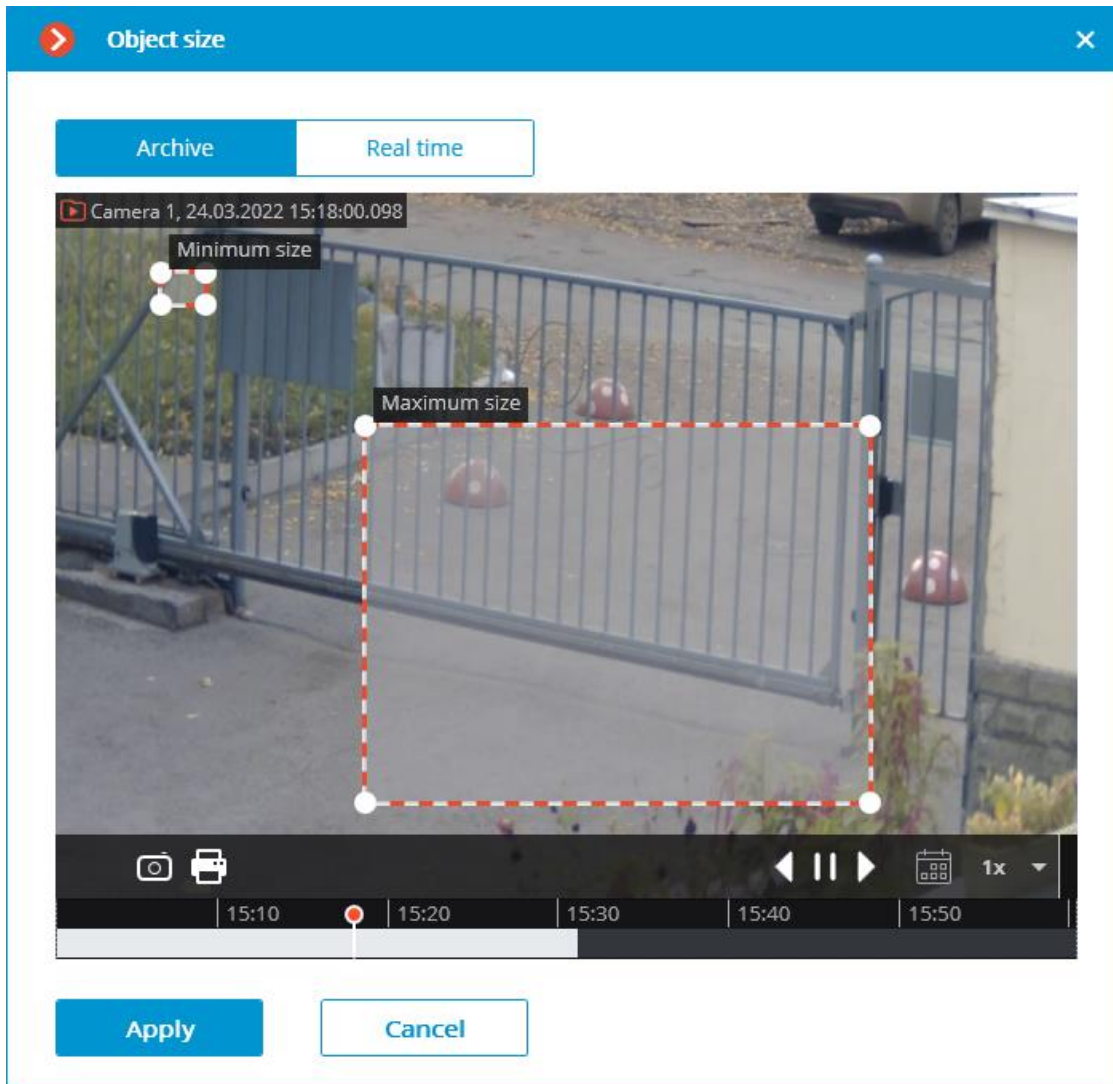 Object size
Archive
Real time
Camera 1, 24.03.2022 15:18:00.098
Minimum size
Maximum size
1x
15:10
15:20
15:30
15:40
15:50
Apply
Cancel